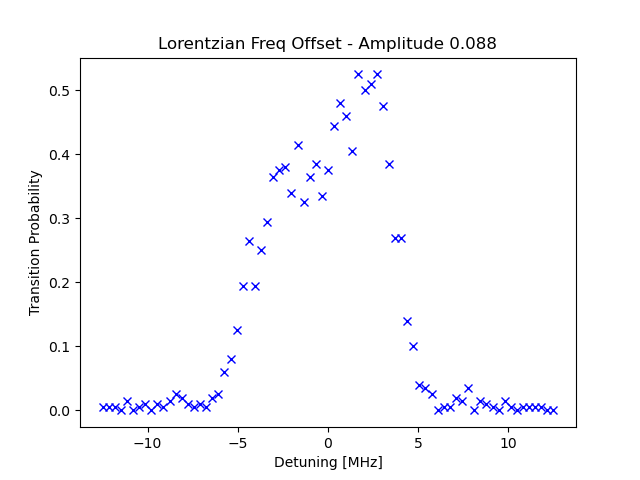 Lorentzian Freq Offset - Amplitude 0.088
0.5
0.4
0.3
0.2
0.1
0.0
Transition Probability
−10 −5 0 5 10
Detuning [MHz]